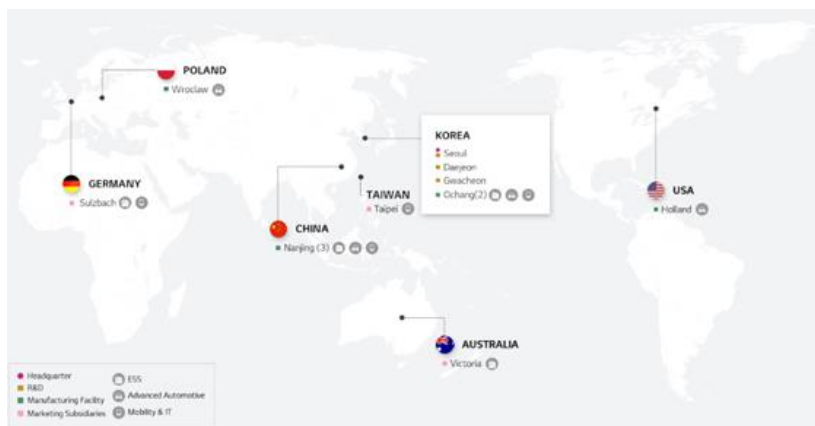 POLAND
Wroclaw
KOREA
Seoul
Daejeon
Gwacheon
Ochang(2)
GERMANY
Sulzbach
TAIWAN
Taipei
USA
Holland
CHINA
Nanjing (3)
AUSTRALIA
Victoria
Headquarter
R&D
Manufacturing Facility
Marketing Subsidiaries
ESS
Advanced Automotive
Mobility & IT